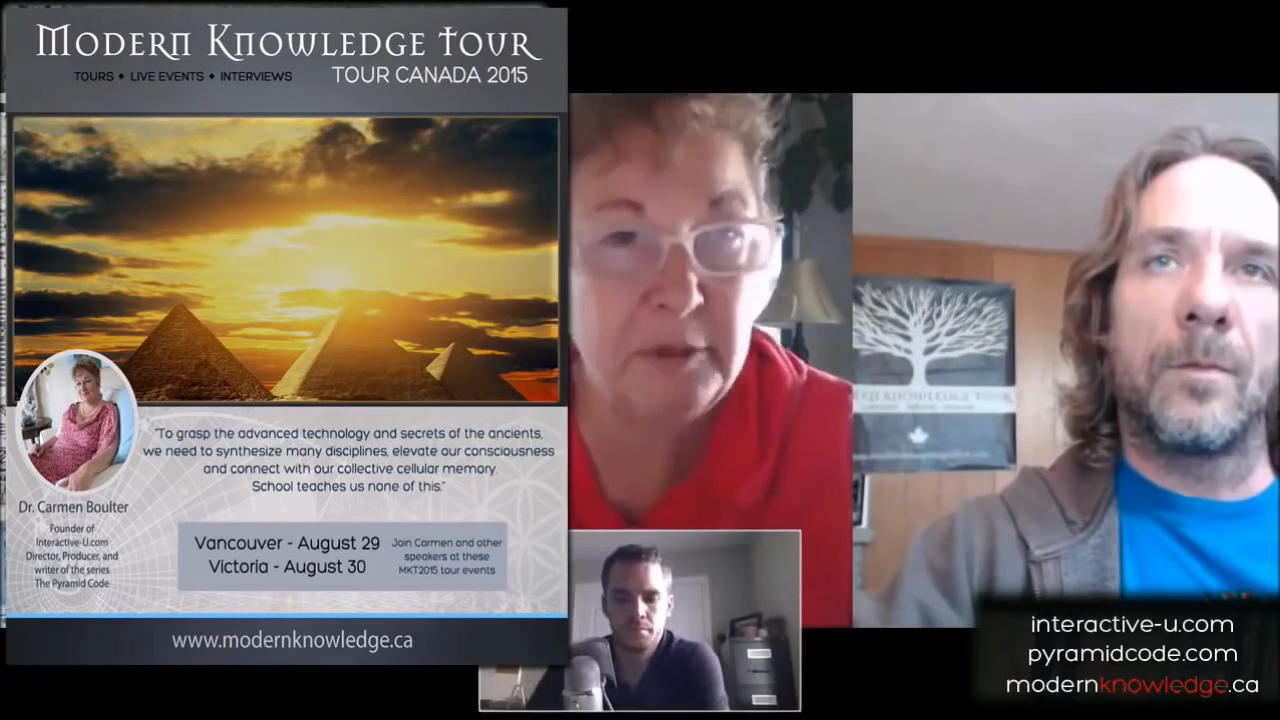 MODERN KNOWLEDGE TOUR
TOURS • LIVE EVENTS • INTERVIEWS
TOUR CANADA 2015
"To grasp the advanced technology and secrets of the ancients,
we need to synthesize many disciplines, elevate our consciousness
and connect with our collective cellular memory.
School teaches us none of this."
Dr. Carmen Boulter
Founder of
Interactive-U.com
Director, Producer, and
writer of the series
The Pyramid Code
Vancouver - August 29
Victoria - August 30
Join Carmen and other
speakers at these
MKT2015 tour events
www.modernknowledge.ca
KNOWLEDGE TOUR
interactive-u.com
pyramidcode.com
modernknowledge.ca